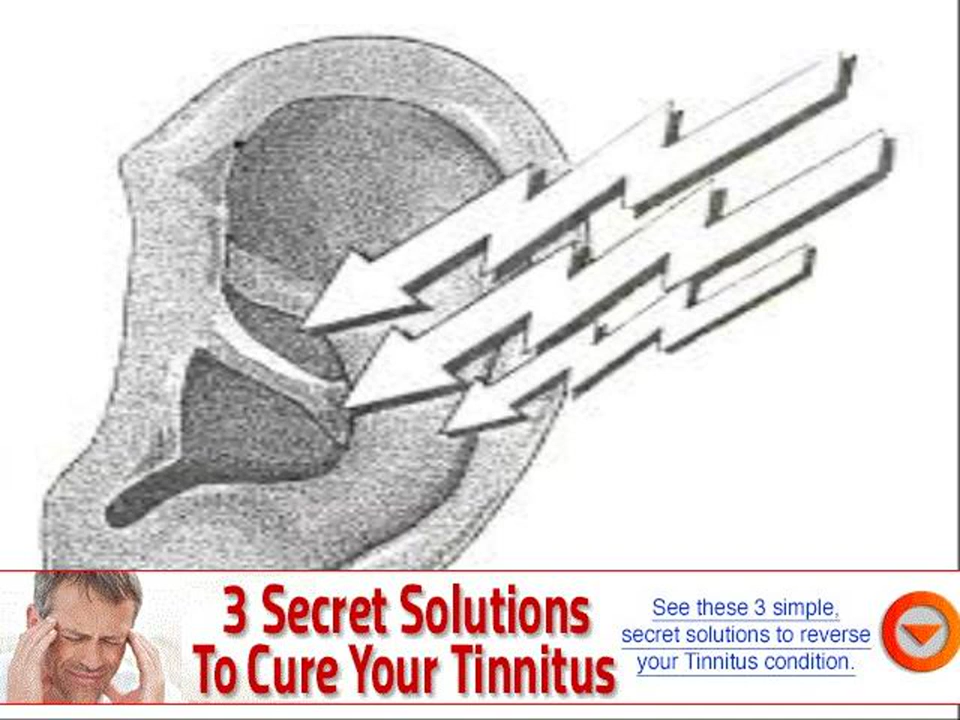 3 Secret Solutions
To Cure Your Tinnitus
See these 3 simple,
secret solutions to reverse
your Tinnitus condition.